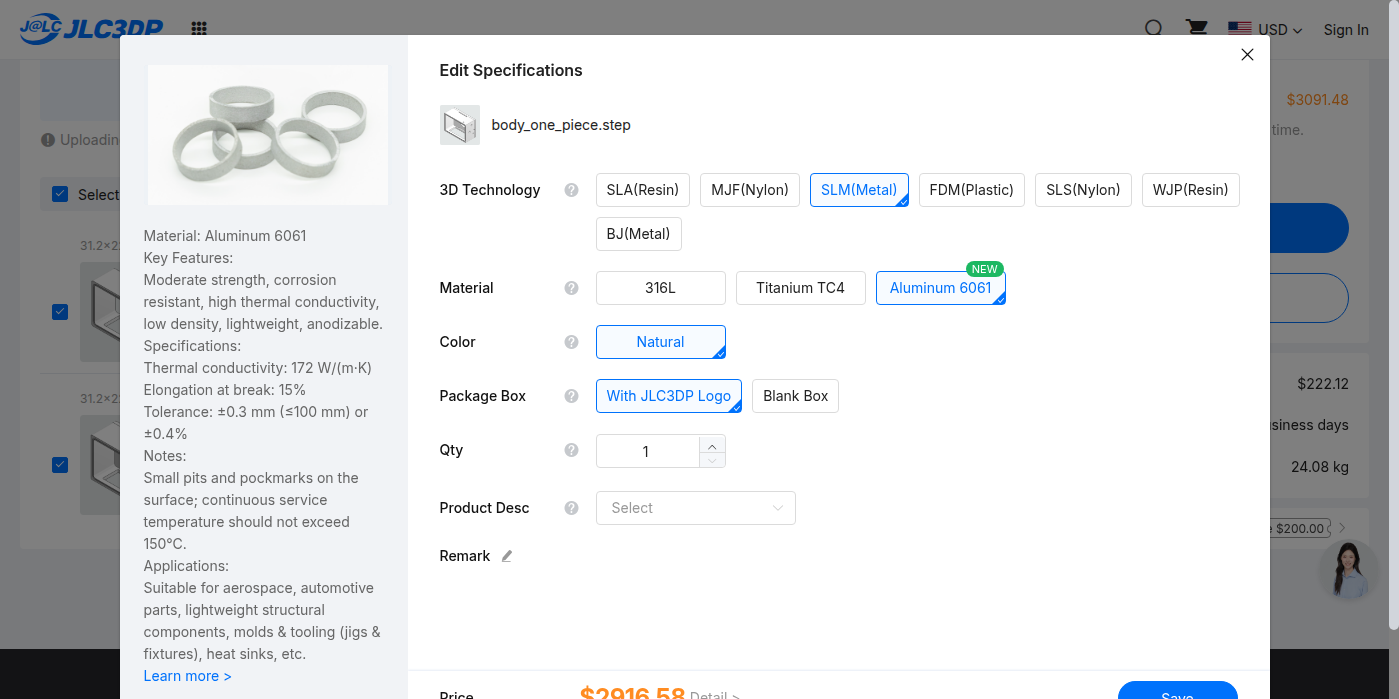 J@LC JLC3DP
USD
Sign In
$3091.48
Uploadin
time.
Select
31.2×2
31.2×2
$222.12
siness days
24.08 kg
$200.00
Material: Aluminum 6061
Key Features:
Moderate strength, corrosion
resistant, high thermal conductivity,
low density, lightweight, anodizable.
Specifications:
Thermal conductivity: 172 W/(m·K)
Elongation at break: 15%
Tolerance: ±0.3 mm (≤100 mm) or
±0.4%
Notes:
Small pits and pockmarks on the
surface; continuous service
temperature should not exceed
150℃.
Applications:
Suitable for aerospace, automotive
parts, lightweight structural
components, molds & tooling (jigs &
fixtures), heat sinks, etc.
Learn more >
Edit Specifications
body_one_piece.step
3D Technology ? SLA(Resin) MJF(Nylon) SLM(Metal) FDM(Plastic) SLS(Nylon) WJP(Resin)
BJ(Metal)
NEW
Material ? 316L Titanium TC4 Aluminum 6061
Color ? Natural
Package Box ? With JLC3DP Logo Blank Box
Qty ? 1
Product Desc ? Select
Remark
Price $2916.58 Detail > Save